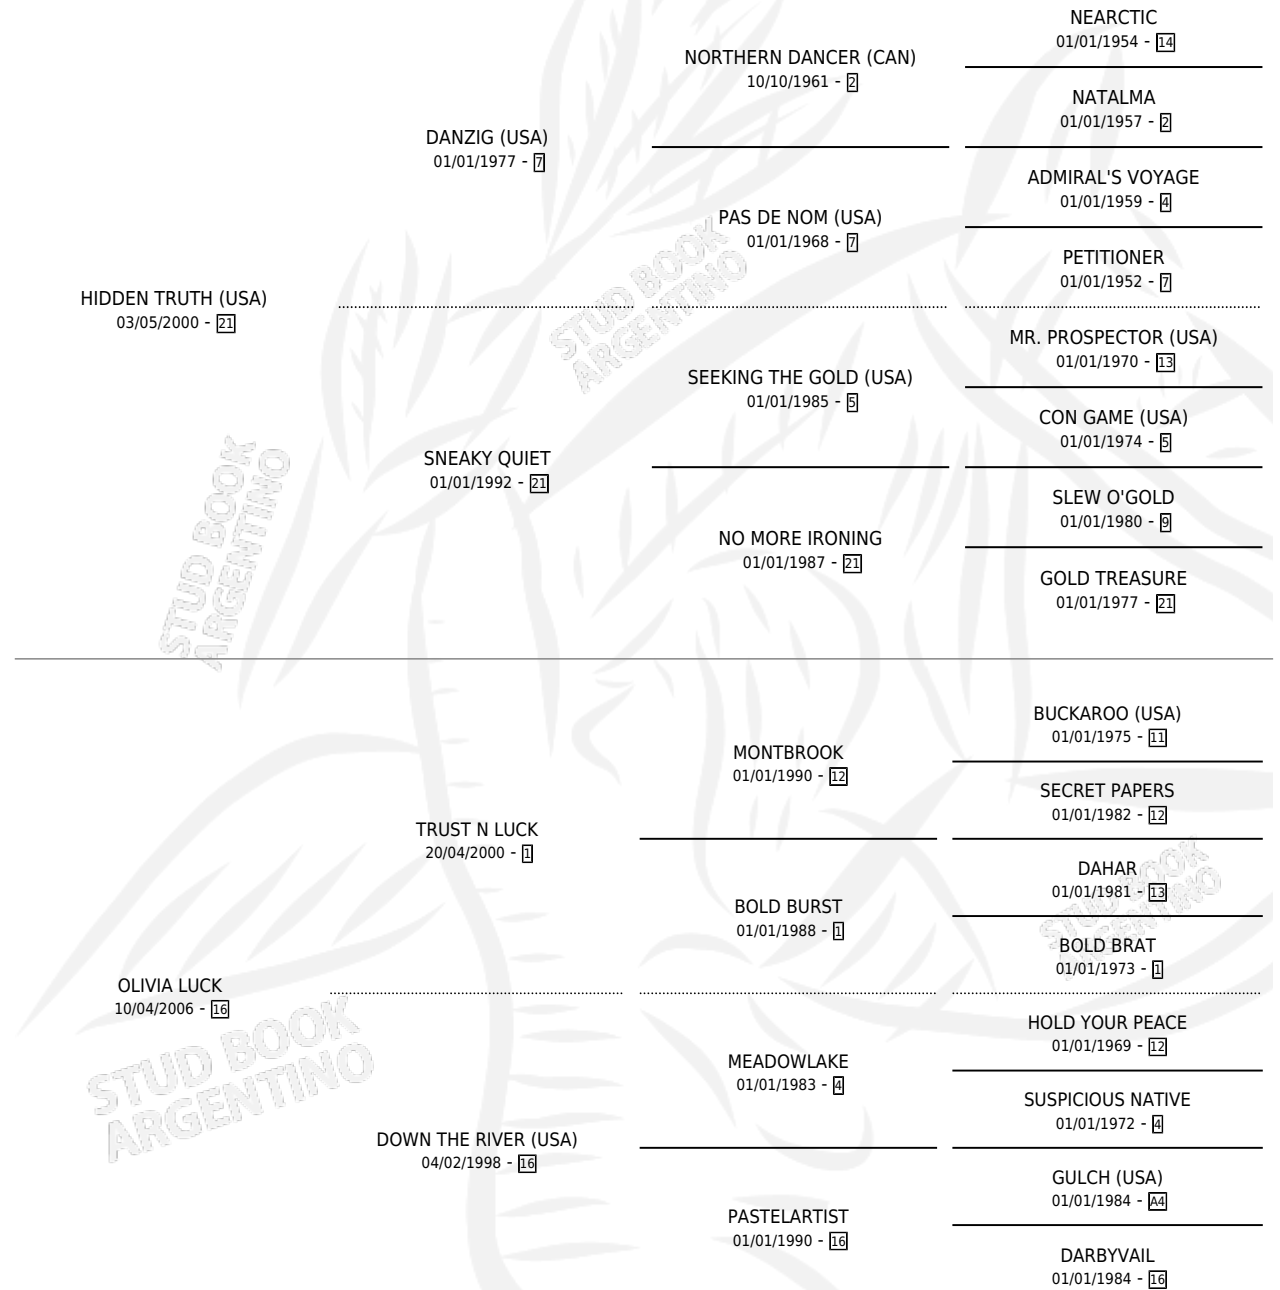 NEARCTIC
01/01/1954 - 14
NORTHERN DANCER (CAN)
10/10/1961 - 2
NATALMA
01/01/1957 - 2
DANZIG (USA)
01/01/1977 - 7
ADMIRAL'S VOYAGE
01/01/1959 - 4
PAS DE NOM (USA)
01/01/1968 - 7
PETITIONER
01/01/1952 - 7
HIDDEN TRUTH (USA)
03/05/2000 - 21
STUD BOOK
ARGENTINO
MR. PROSPECTOR (USA)
01/01/1970 - 13
SEEKING THE GOLD (USA)
01/01/1985 - 5
CON GAME (USA)
01/01/1974 - 5
SNEAKY QUIET
01/01/1992 - 21
SLEW O'GOLD
01/01/1980 - 9
NO MORE IRONING
01/01/1987 - 21
GOLD TREASURE
01/01/1977 - 21
STUD BOOK
ARGENTINO
BUCKAROO (USA)
01/01/1975 - 11
MONTBROOK
01/01/1990 - 12
SECRET PAPERS
01/01/1982 - 12
TRUST N LUCK
20/04/2000 - 1
DAHAR
01/01/1981 - 13
BOLD BURST
01/01/1988 - 1
BOLD BRAT
01/01/1973 - 1
STUD BOOK
ARGENTINO
OLIVIA LUCK
10/04/2006 - 16
HOLD YOUR PEACE
01/01/1969 - 12
MEADOWLAKE
01/01/1983 - 4
SUSPICIOUS NATIVE
01/01/1972 - 4
STUD BOOK
ARGENTINO
DOWN THE RIVER (USA)
04/02/1998 - 16
GULCH (USA)
01/01/1984 - A4
PASTELARTIST
01/01/1990 - 16
DARBYVAIL
01/01/1984 - 16